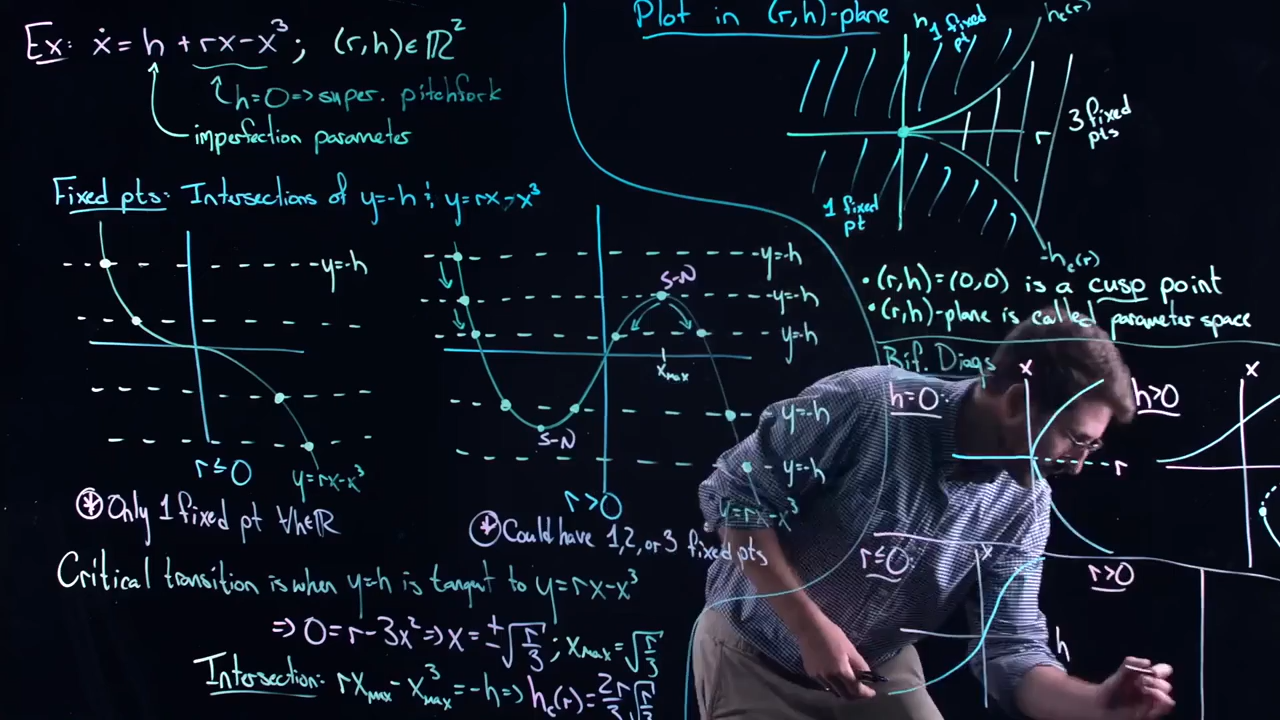 Ex: ẋ = h + rx - x³ ; (r,h) ∈ ℝ²
h=0 => super. pitchfork
imperfection parameter
Fixed pts: Intersections of y=-h & y=rx-x³
y=-h
r≤0
y=rx-x³
⊛ Only 1 fixed pt ∀h∈ℝ
y=-h
S-N
y=-h
y=-h
x_max
y=-h
S-N
y=-h
r>0
y=rx-x³
⊛ Could have 1,2, or 3 fixed pts
Critical transition is when y=h is tangent to y=rx-x³
=> 0=r-3x² => x = ±√(r/3) ; x_max = √(r/3)
Intersection: rx_max - x³_max = -h => h_c(r) = 2r/3 √(r/3)
Plot in (r,h)-plane
h
1 fixed pt
h_c(r)
r
3 fixed pts
1 fixed pt
-h_c(r)
• (r,h)=(0,0) is a cusp point
• (r,h)-plane is called parameter space
Bif. Diags
h=0:
x
r
h>0
x
r≤0:
x
h
r>0